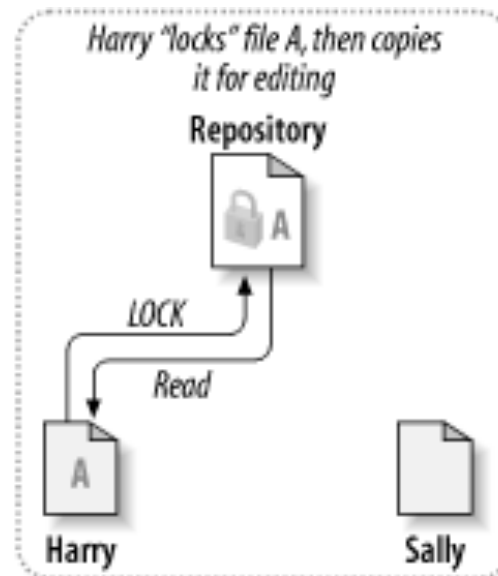 Harry “locks” file A, then copies
it for editing
Repository
A
LOCK
Read
A
Harry
Sally